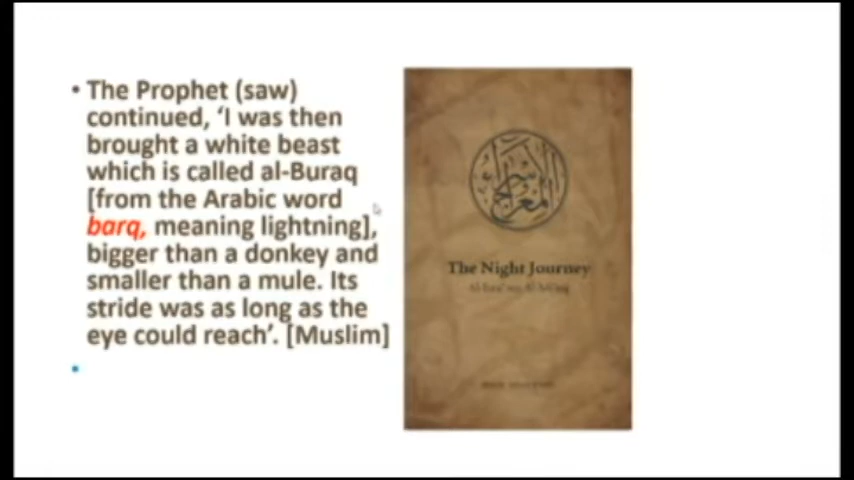 • The Prophet (saw)
continued, ‘I was then
brought a white beast
which is called al-Buraq
[from the Arabic word
barq, meaning lightning],
bigger than a donkey and
smaller than a mule. Its
stride was as long as the
eye could reach’. [Muslim]
•
The Night Journey